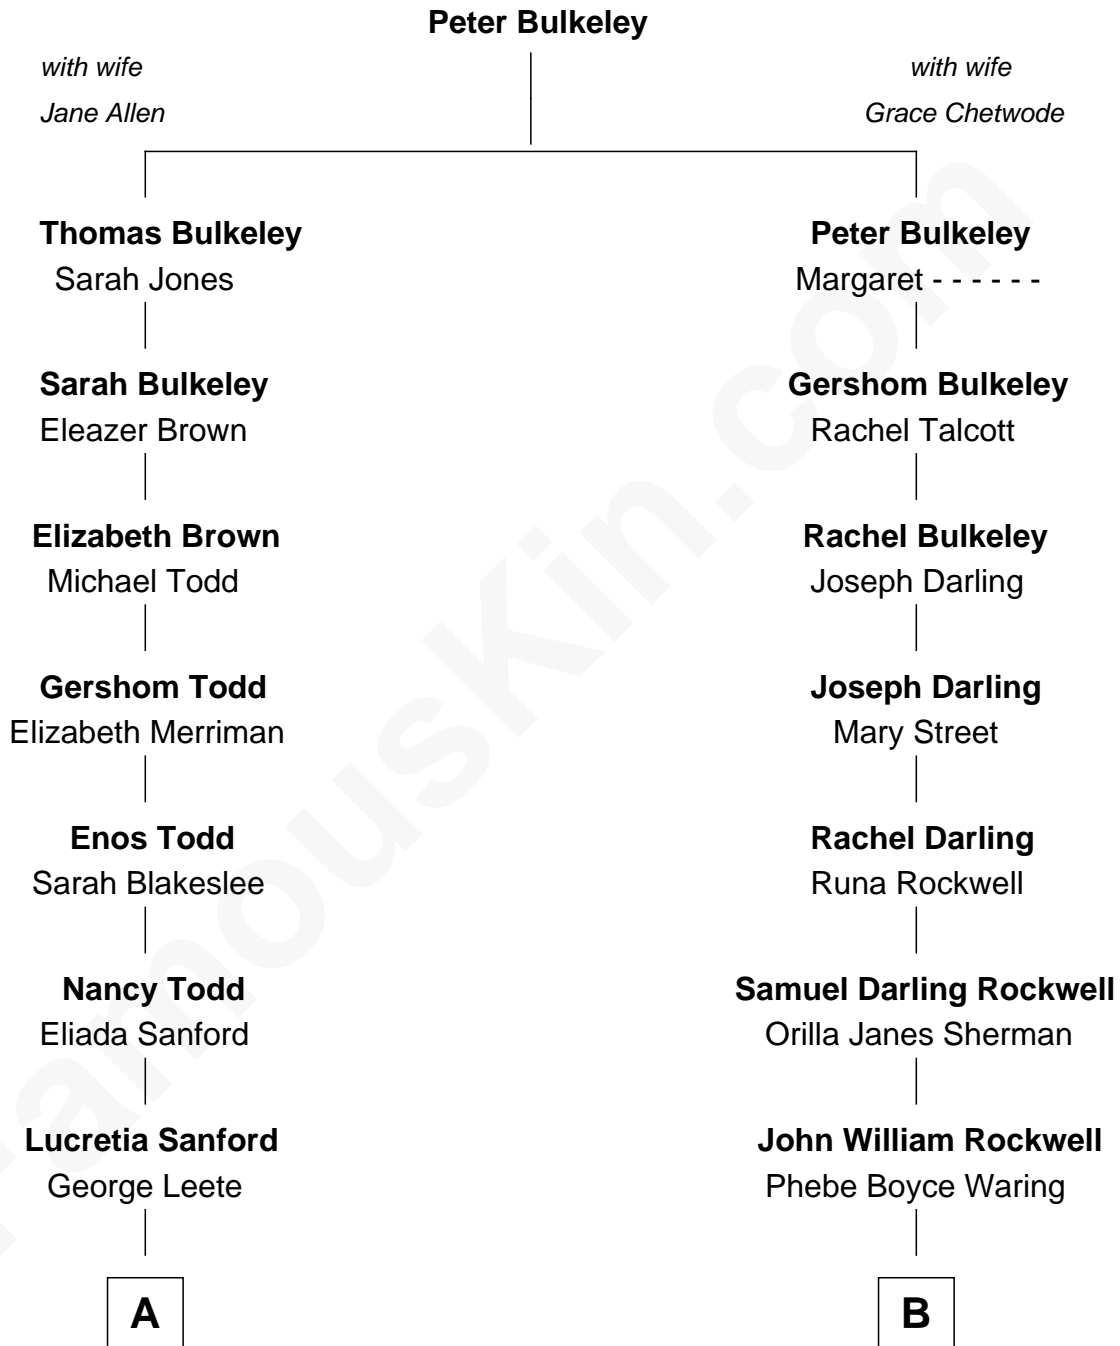 Peter Bulkeley
with wife
Jane Allen
with wife
Grace Chetwode
Thomas Bulkeley
Sarah Jones
Peter Bulkeley
Margaret - - - - - -
Sarah Bulkeley
Eleazer Brown
Gershom Bulkeley
Rachel Talcott
Elizabeth Brown
Michael Todd
Rachel Bulkeley
Joseph Darling
Gershom Todd
Elizabeth Merriman
Joseph Darling
Mary Street
Enos Todd
Sarah Blakeslee
Rachel Darling
Runa Rockwell
Nancy Todd
Eliada Sanford
Samuel Darling Rockwell
Orilla Janes Sherman
Lucretia Sanford
George Leete
John William Rockwell
Phebe Boyce Waring
A
B
FamousKin.com